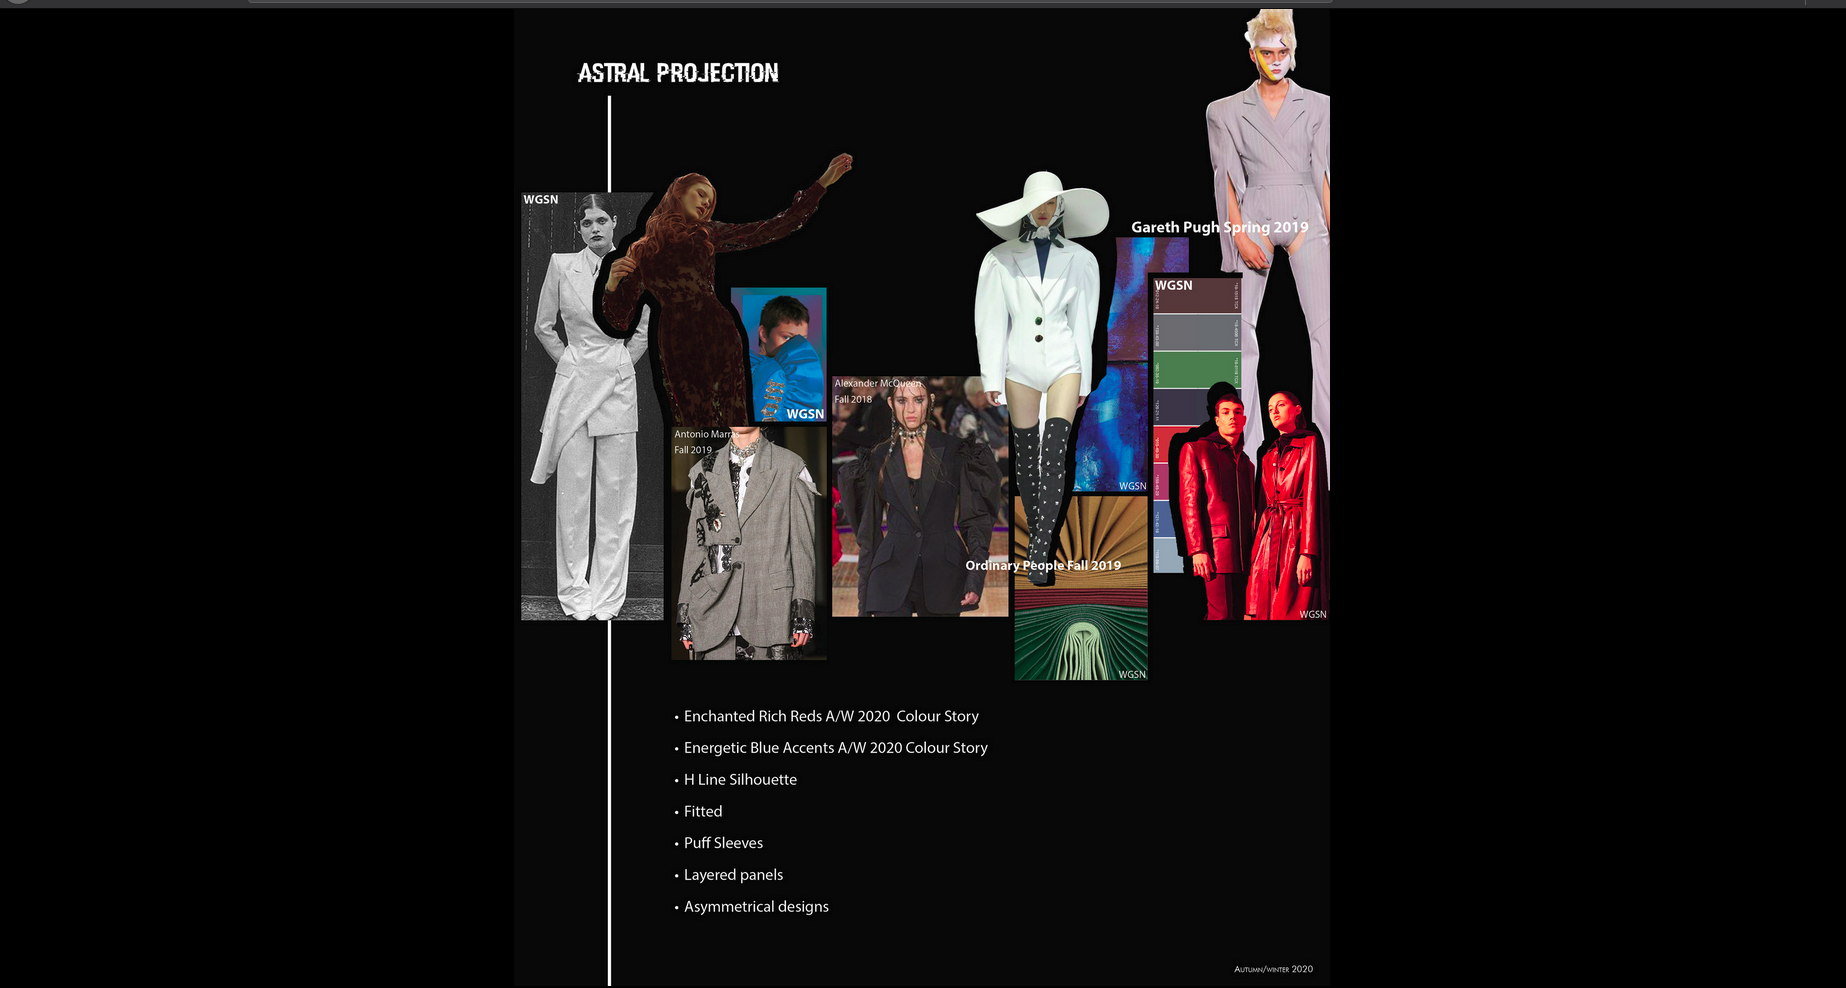 ASTRAL PROJECTION
WGSN
Gareth Pugh Spring 2019
WGSN
WGSN
Alexander McQueen
Fall 2018
Antonio Marras
Fall 2019
WGSN
Ordinary People Fall 2019
WGSN
WGSN
• Enchanted Rich Reds A/W 2020 Colour Story
• Energetic Blue Accents A/W 2020 Colour Story
• H Line Silhouette
• Fitted
• Puff Sleeves
• Layered panels
• Asymmetrical designs
Autumn/winter 2020